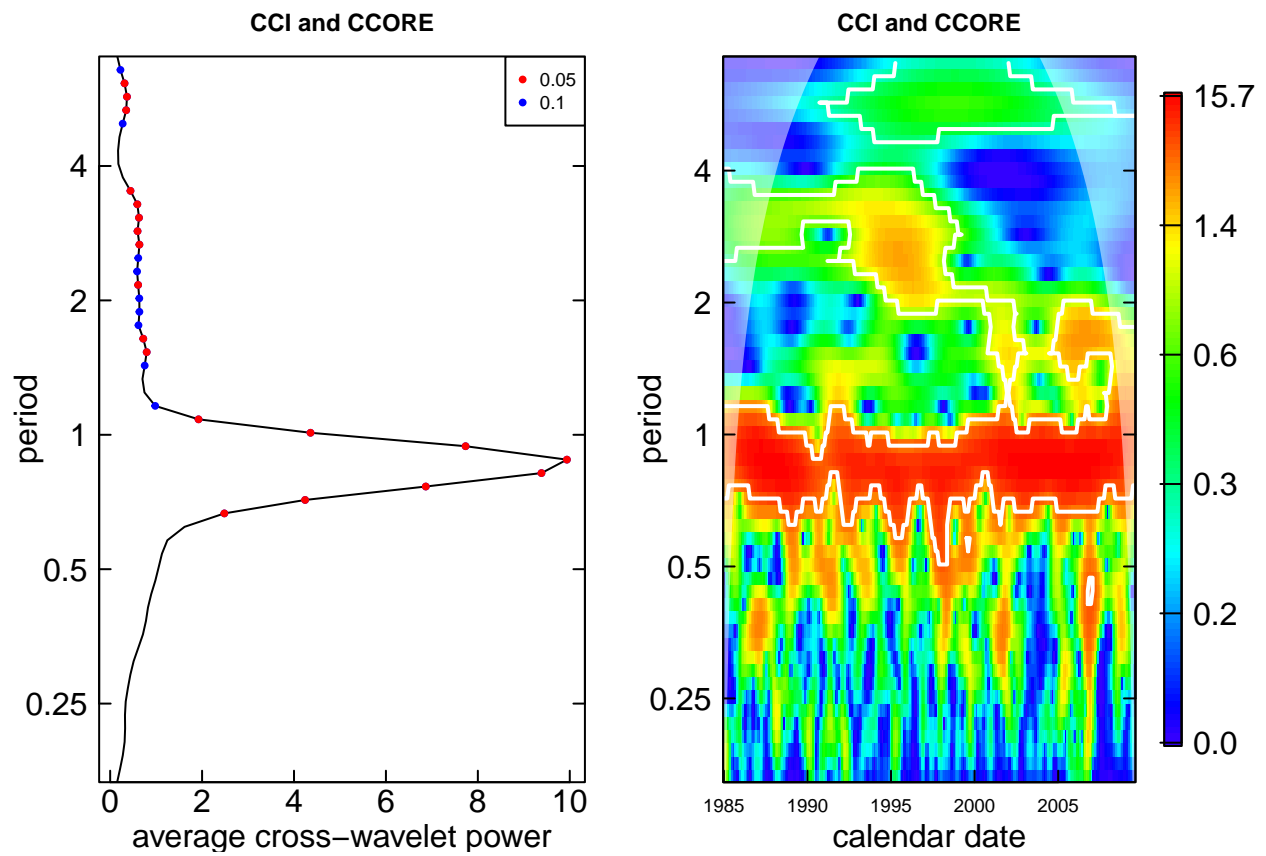 CCI and CCORE
0.05
0.1
4
2
1
0.5
0.25
period
0 2 4 6 8 10
average cross−wavelet power
CCI and CCORE
4
2
1
0.5
0.25
period
1985 1990 1995 2000 2005
calendar date
15.7
1.4
0.6
0.3
0.2
0.0